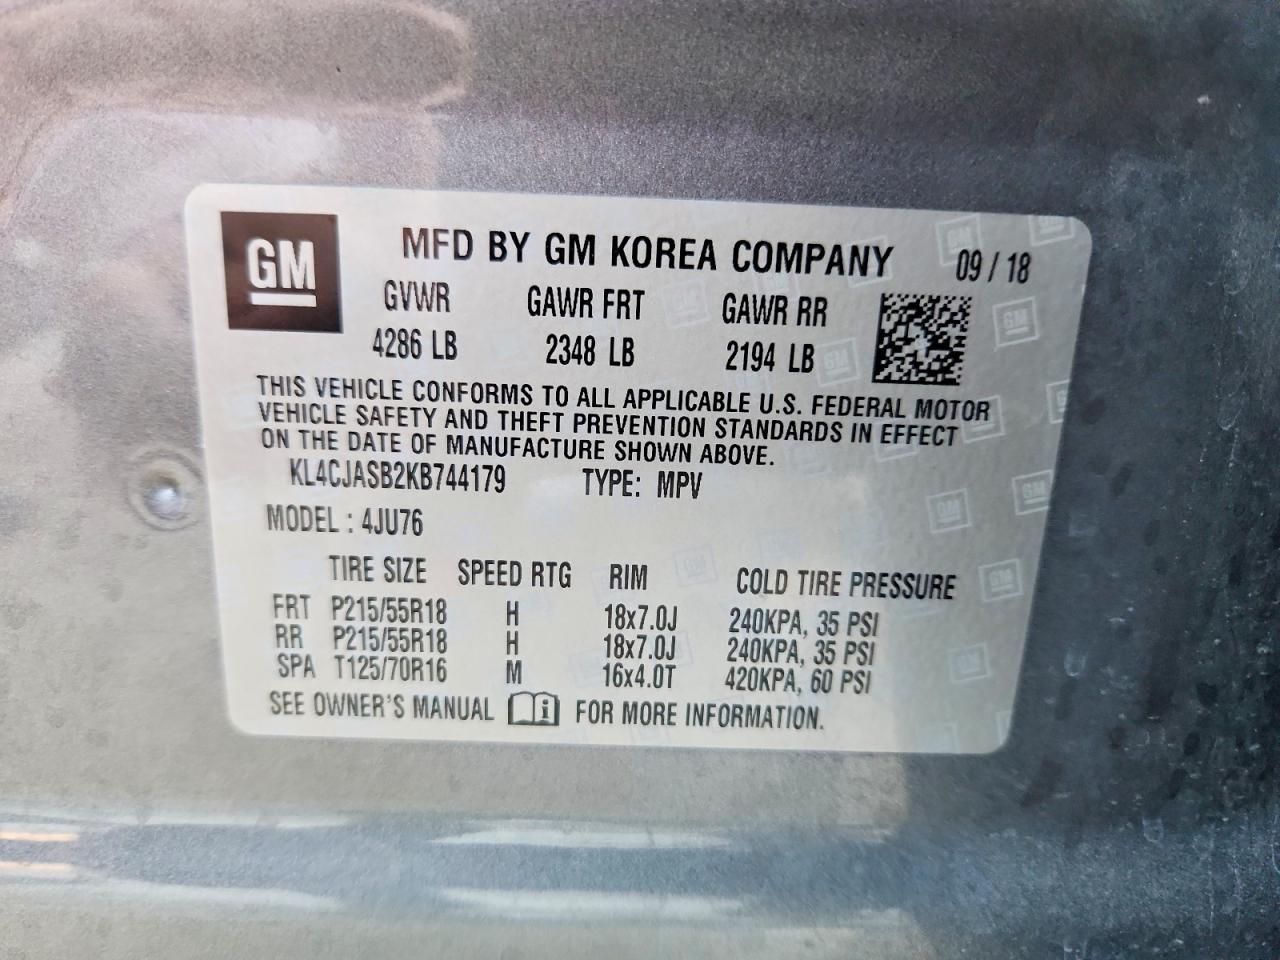 GM
MFD BY GM KOREA COMPANY 09 / 18
GVWR GAWR FRT GAWR RR
4286 LB 2348 LB 2194 LB
THIS VEHICLE CONFORMS TO ALL APPLICABLE U.S. FEDERAL MOTOR
VEHICLE SAFETY AND THEFT PREVENTION STANDARDS IN EFFECT
ON THE DATE OF MANUFACTURE SHOWN ABOVE.
KL4CJASB2KB744179 TYPE: MPV
MODEL : 4JU76
TIRE SIZE SPEED RTG RIM COLD TIRE PRESSURE
FRT P215/55R18 H 18x7.0J 240KPA, 35 PSI
RR P215/55R18 H 18x7.0J 240KPA, 35 PSI
SPA T125/70R16 M 16x4.0T 420KPA, 60 PSI
SEE OWNER'S MANUAL i FOR MORE INFORMATION.